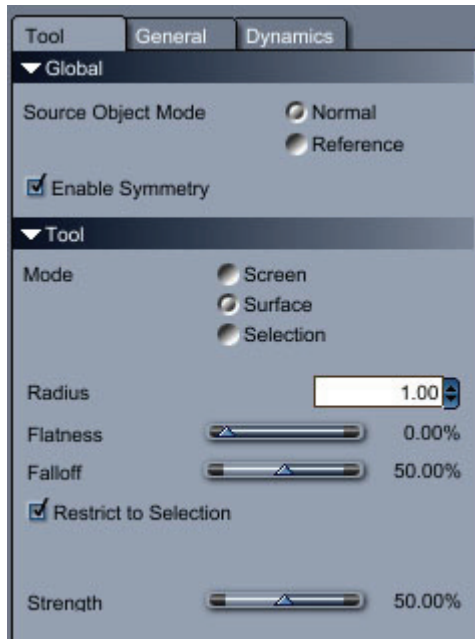 Tool General Dynamics
Global
Source Object Mode Normal
Reference
Enable Symmetry
Tool
Mode Screen
Surface
Selection
Radius 1.00
Flatness 0.00%
Falloff 50.00%
Restrict to Selection
Strength 50.00%